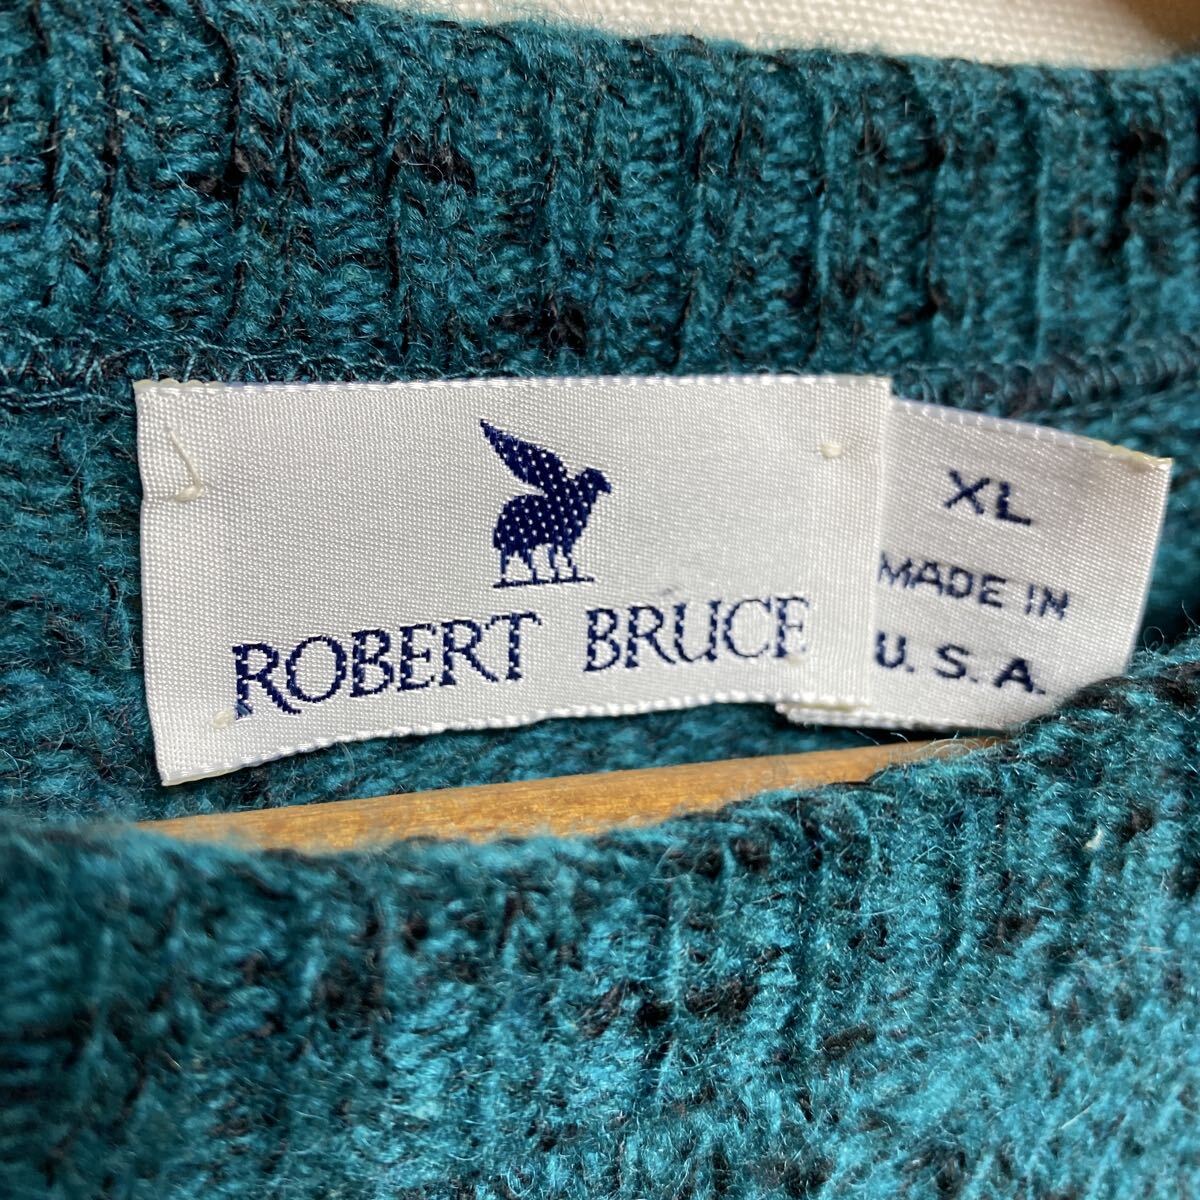 ROBERT BRUCE
XL
MADE IN
U.S.A.